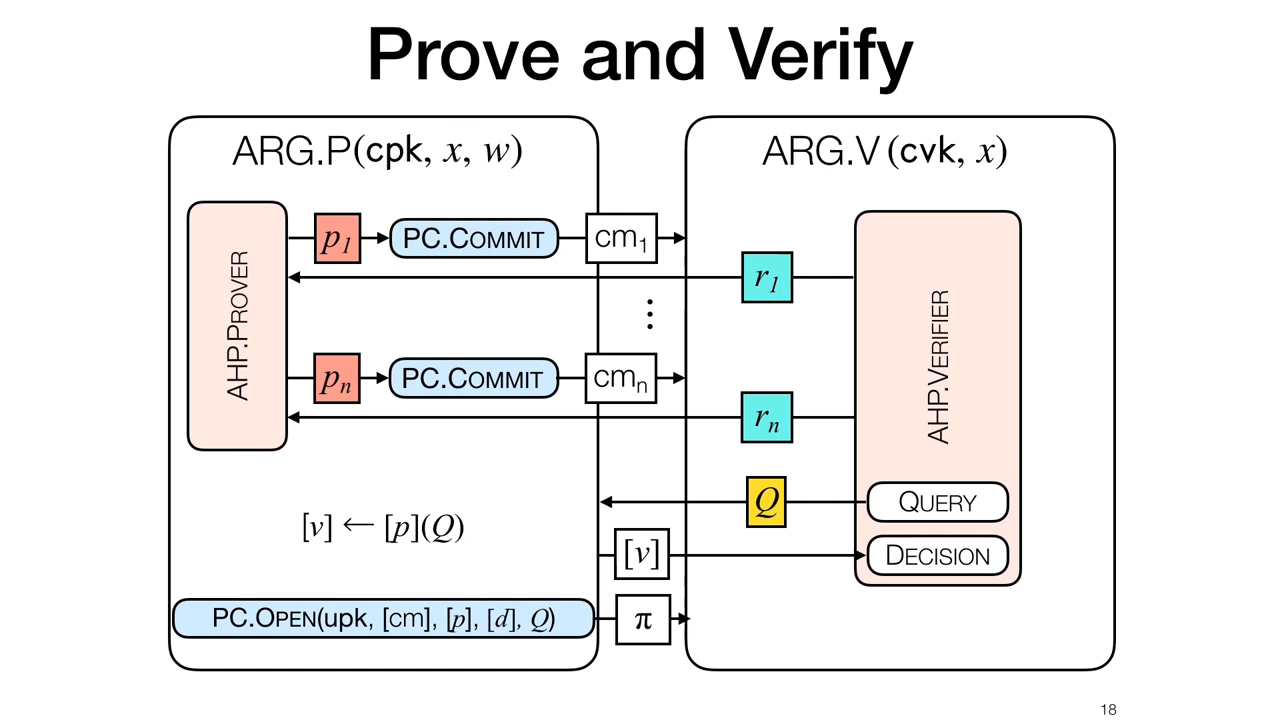 Prove and Verify
ARG.P(cpk, x, w)
ARG.V (cvk, x)
AHP.PROVER
p1
PC.COMMIT
cm1
r1
⋮
AHP.VERIFIER
pn
PC.COMMIT
cmn
rn
Q
QUERY
[v] ← [p](Q)
[v]
DECISION
PC.OPEN(upk, [cm], [p], [d], Q)
π
18